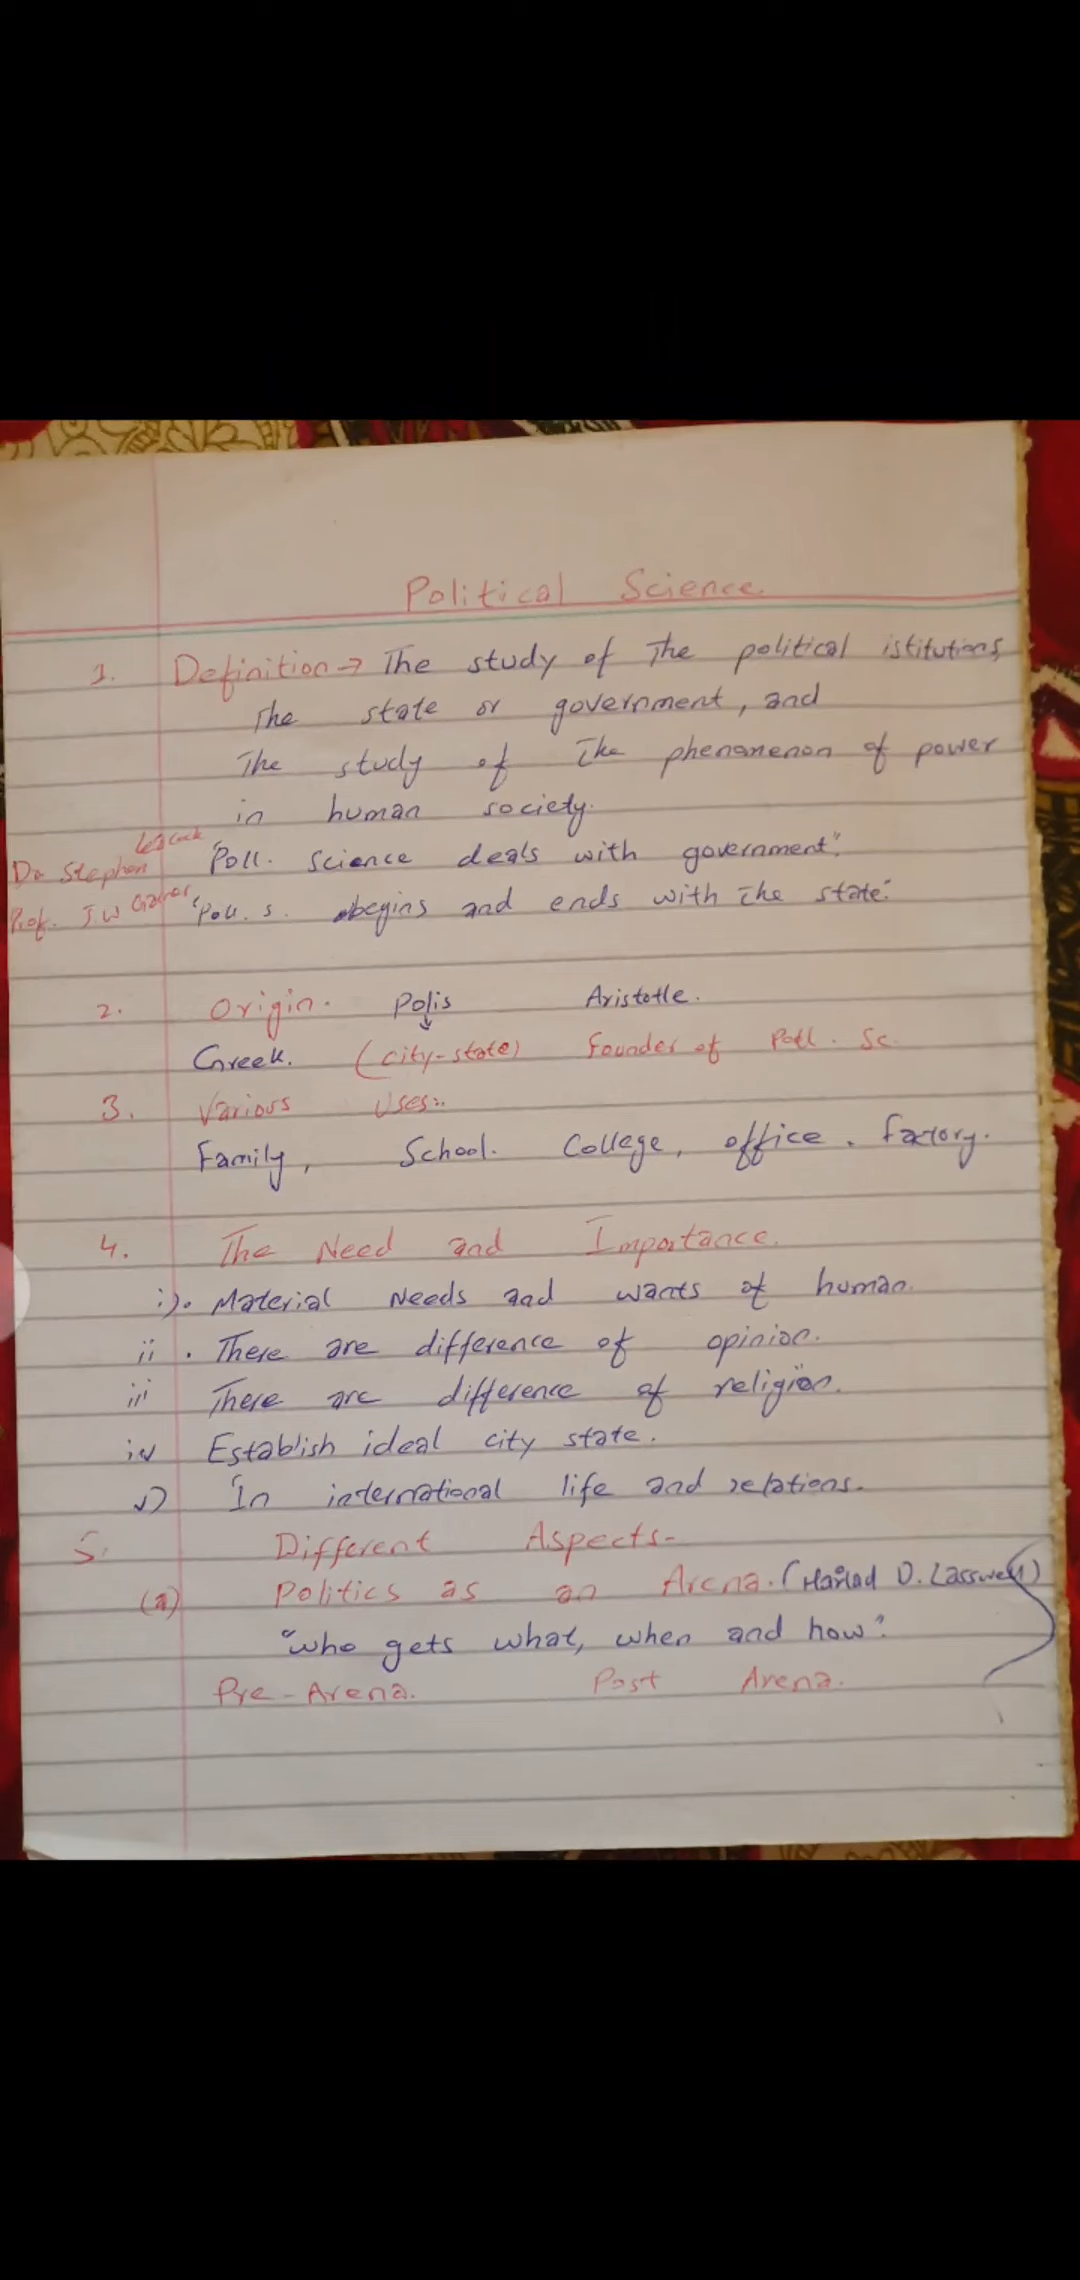 Political Science
1. Definition → The study of The political istitutions,
The state or government, and
The study of The phenomenon of power
in human society.
Dr Stephen Leacock "Poll. Science deals with government".
Prof. J W Garner "Poll. s. begins and ends with The state."
2. Origin. Polis Aristotle.
Greek. (city-state) Founder of Poll. Sc.
3. Various Uses:.
Family, School. College, office. factory.
4. The Need and Importance.
i). Material Needs and wants of human.
ii. There are difference of opinion.
iii There are difference of religion.
iv Establish ideal city state.
v) In international life and relations.
5. Different Aspects-
(a) Politics as an Arena. (Harlad D. Lasswell)
"who gets what, when and how".
Pre-Arena. Post Arena.